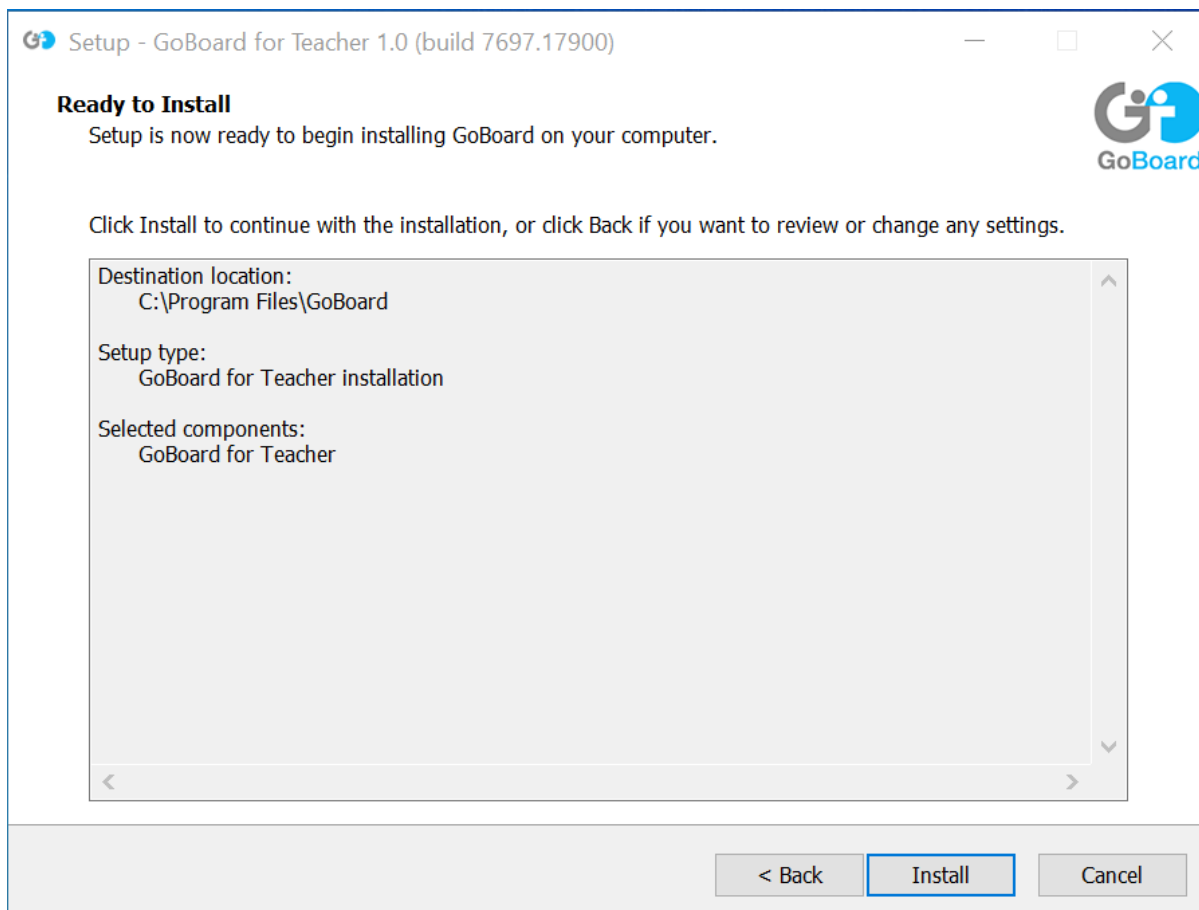 Setup - GoBoard for Teacher 1.0 (build 7697.17900)
Ready to Install
Setup is now ready to begin installing GoBoard on your computer.
GoBoard
Click Install to continue with the installation, or click Back if you want to review or change any settings.
Destination location:
C:\Program Files\GoBoard
Setup type:
GoBoard for Teacher installation
Selected components:
GoBoard for Teacher
< Back
Install
Cancel